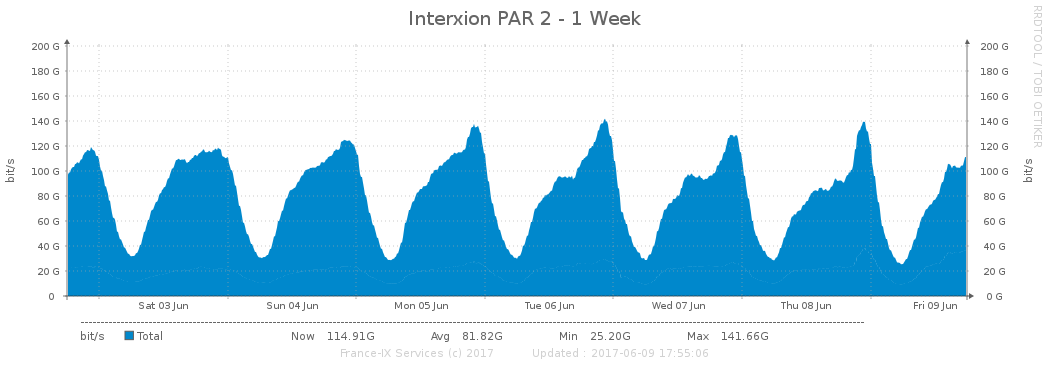 Interxion PAR 2 - 1 Week
RRDTOOL / TOBI OETIKER
200 G 200 G
180 G 180 G
160 G 160 G
140 G 140 G
120 G 120 G
100 G 100 G
80 G 80 G
60 G 60 G
40 G 40 G
20 G 20 G
0 0 G
bit/s
bit/s
Sat 03 Jun Sun 04 Jun Mon 05 Jun Tue 06 Jun Wed 07 Jun Thu 08 Jun Fri 09 Jun
bit/s Total Now 114.91G Avg 81.82G Min 25.20G Max 141.66G
France-IX Services (c) 2017 Updated : 2017-06-09 17:55:06